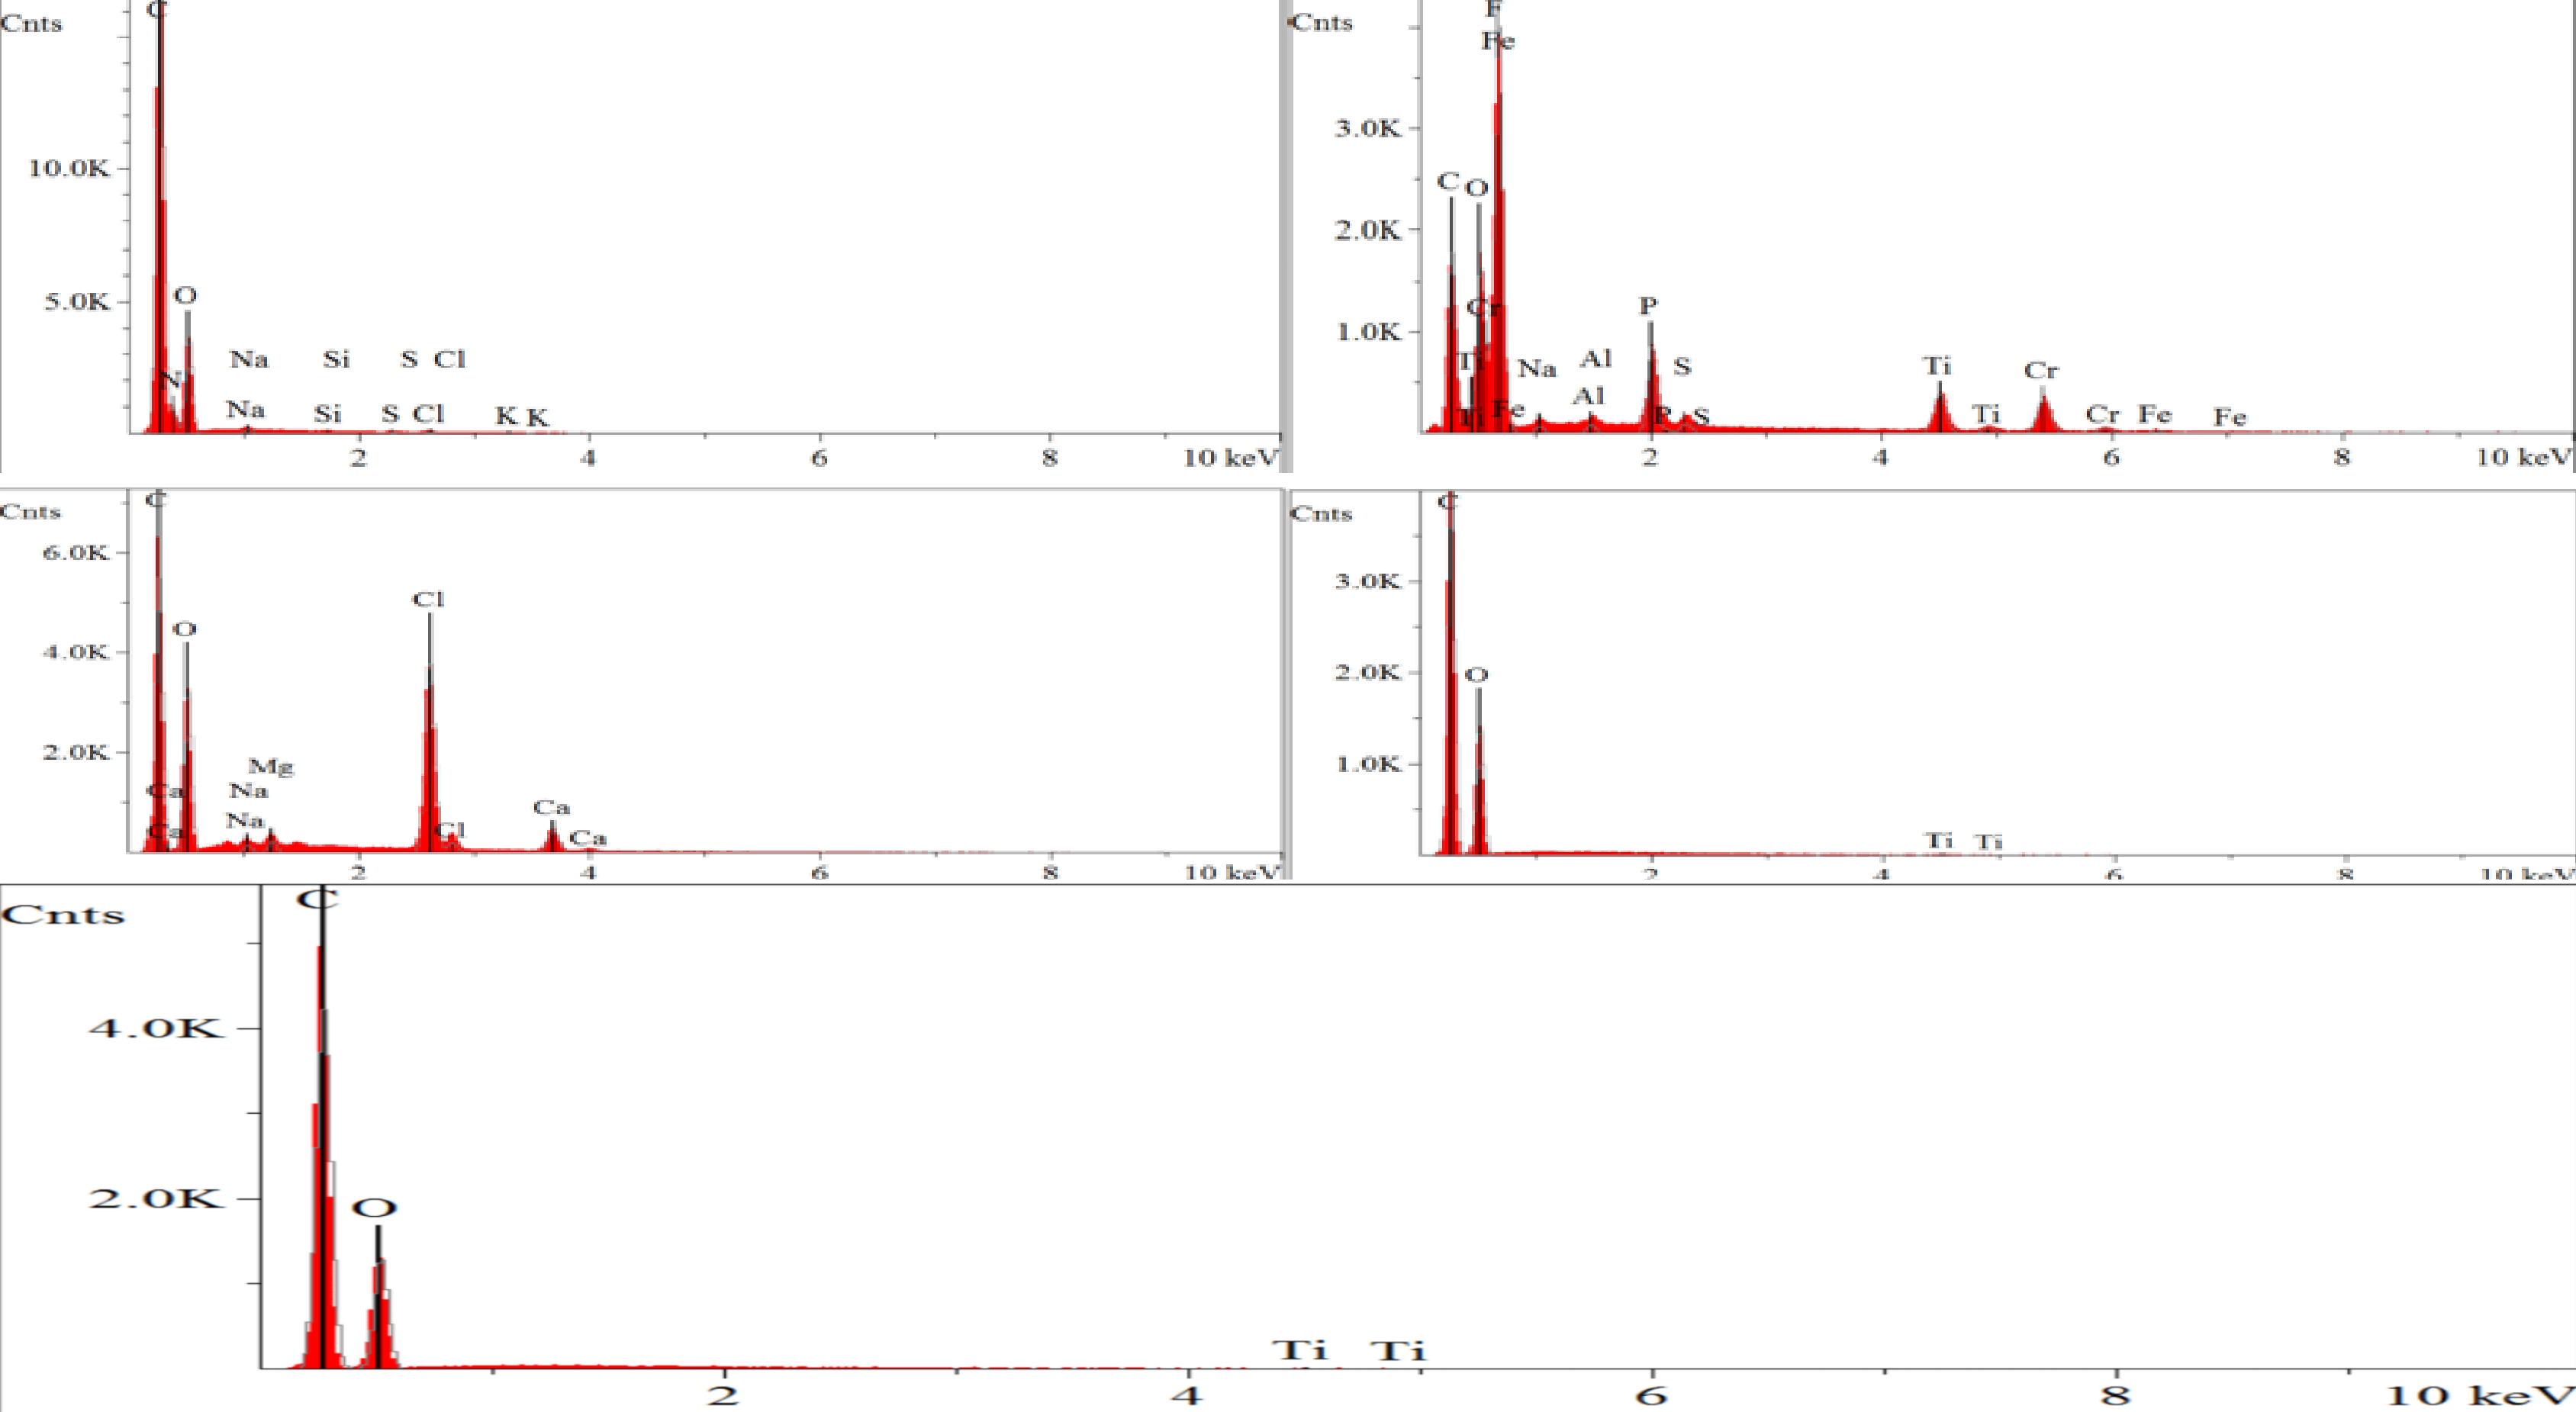 C
Cnts
10.0K
5.0K
O
N
Na Si S Cl
Na Si S Cl K K
2 4 6 8 10 keV
F
Cnts
Fe
3.0K
C O
2.0K
Cr
P
1.0K
Ti Na Al S Ti Cr
Al
Ti Fe P S Ti Cr Fe Fe
2 4 6 8 10 keV
C
Cnts
6.0K
Cl
O
4.0K
2.0K
Mg
Ca Na Ca
Na
Ca Cl Ca
2 4 6 8 10 keV
C
Cnts
3.0K
2.0K
O
1.0K
Ti Ti
2 4 6 8 10 keV
C
Cnts
4.0K
2.0K
O
Ti Ti
2 4 6 8 10 keV